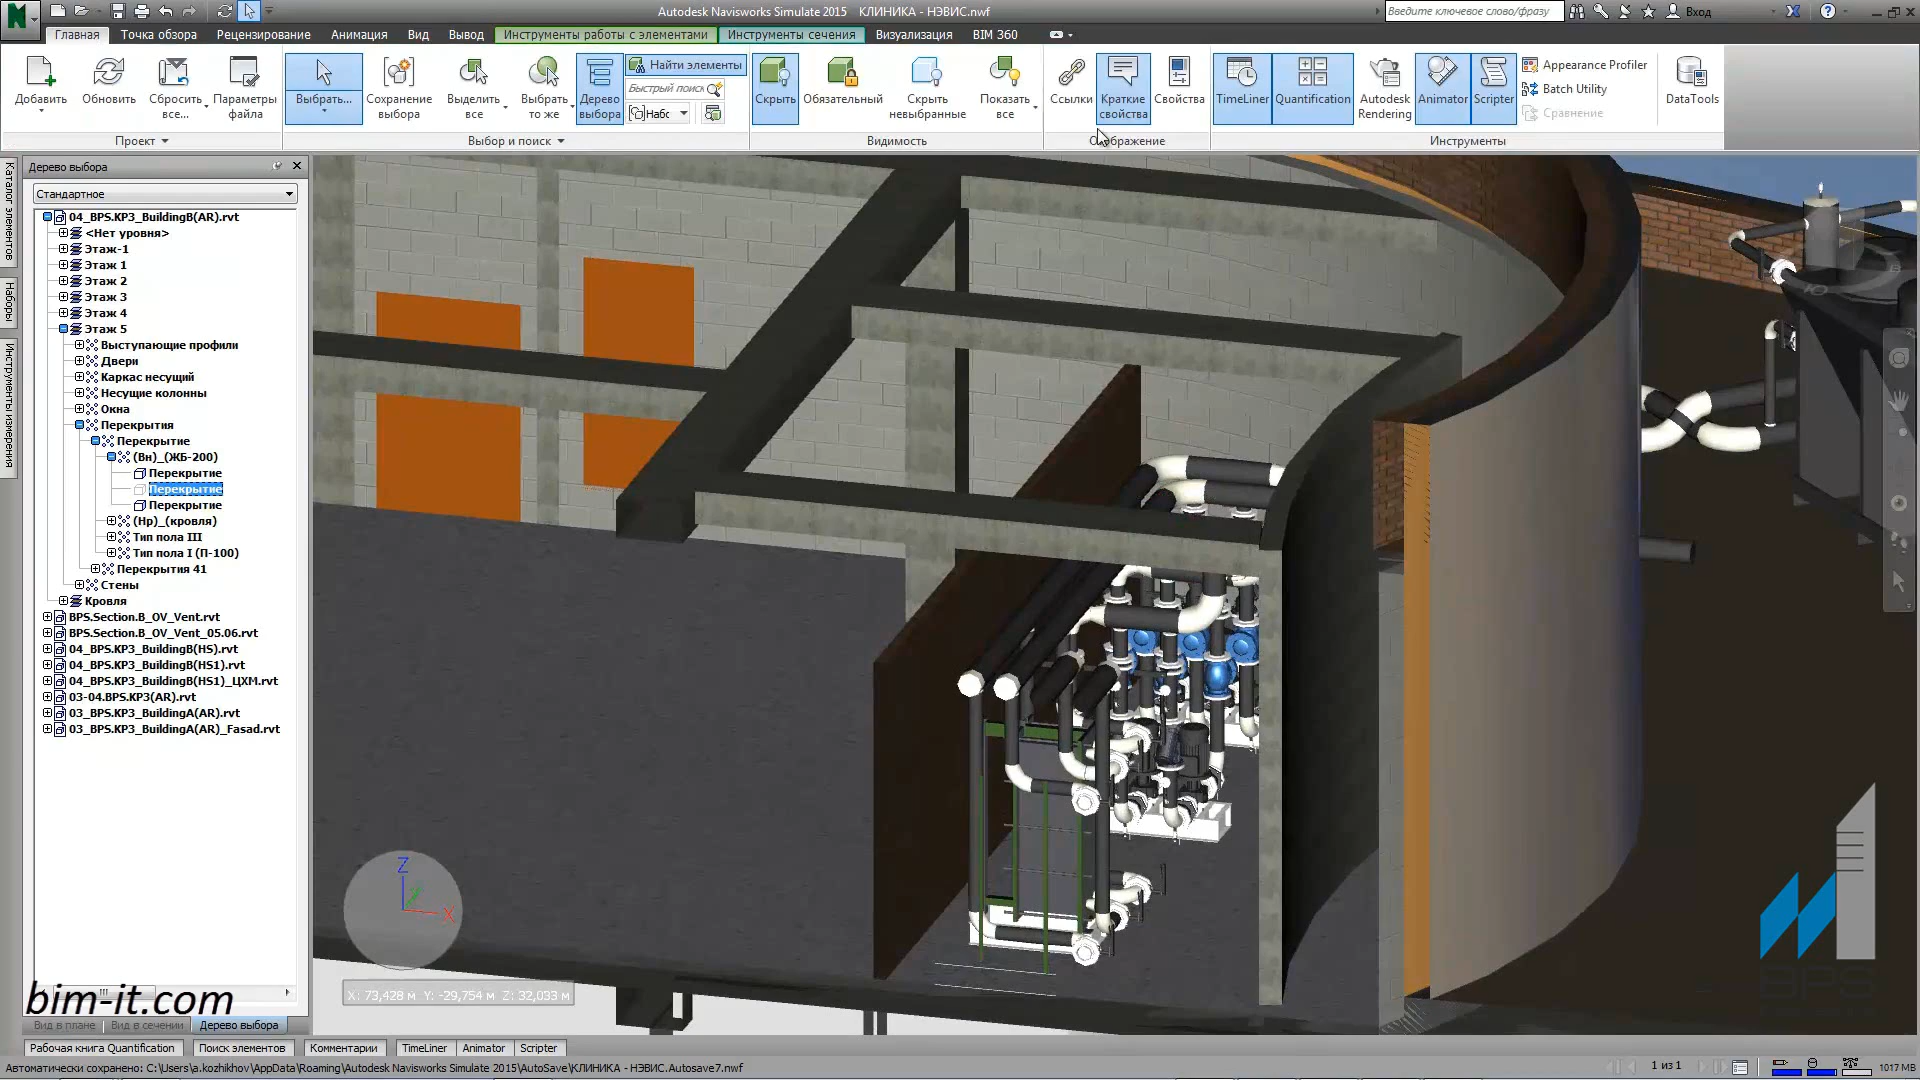 Autodesk Navisworks Simulate 2015 КЛИНИКА - НЭВИС.nwf
Введите ключевое слово/фразу
Вход
Главная Точка обзора Рецензирование Анимация Вид Вывод Инструменты работы с элементами Инструменты сечения Визуализация BIM 360
Добавить
Обновить
Сбросить все...
Параметры файла
Проект
Выбрать...
Сохранение выбора
Выделить все
Выбрать то же
Дерево выбора
Найти элементы
Быстрый поиск
Набс
Выбор и поиск
Скрыть
Обязательный
Скрыть невыбранные
Показать все
Видимость
Ссылки
Краткие свойства
Свойства
TimeLiner
Quantification
Autodesk Rendering
Animator
Scripter
Appearance Profiler
Batch Utility
Сравнение
Инструменты
DataTools
Каталог элементов
Наборы
Инструменты измерения
Дерево выбора
Стандартное
04_BPS.KP3_BuildingB(AR).rvt
<Нет уровня>
Этаж-1
Этаж 1
Этаж 2
Этаж 3
Этаж 4
Этаж 5
Выступающие профили
Двери
Каркас несущий
Несущие колонны
Окна
Перекрытия
Перекрытие
(Вн)_(ЖБ-200)
Перекрытие
Перекрытие
Перекрытие
(Нр)_(кровля)
Тип пола III
Тип пола I (П-100)
Перекрытия 41
Стены
Кровля
BPS.Section.B_OV_Vent.rvt
BPS.Section.B_OV_Vent_05.06.rvt
04_BPS.KP3_BuildingB(HS).rvt
04_BPS.KP3_BuildingB(HS1).rvt
04_BPS.KP3_BuildingB(HS1)_ЦХМ.rvt
03-04.BPS.KP3(AR).rvt
03_BPS.KP3_BuildingA(AR).rvt
03_BPS.KP3_BuildingA(AR)_Fasad.rvt
Z
X
X: 73,428 м Y: -29,754 м Z: 32,033 м
BPS
bim-it.com
Вид в плане Вид в сечении Дерево выбора
Рабочая книга Quantification Поиск элементов Комментарии TimeLiner Animator Scripter
Автоматически сохранено: C:\Users\a.kozhikhov\AppData\Roaming\Autodesk Navisworks Simulate 2015\AutoSave\КЛИНИКА - НЭВИС.Autosave7.nwf
1 из 1
1017 MB